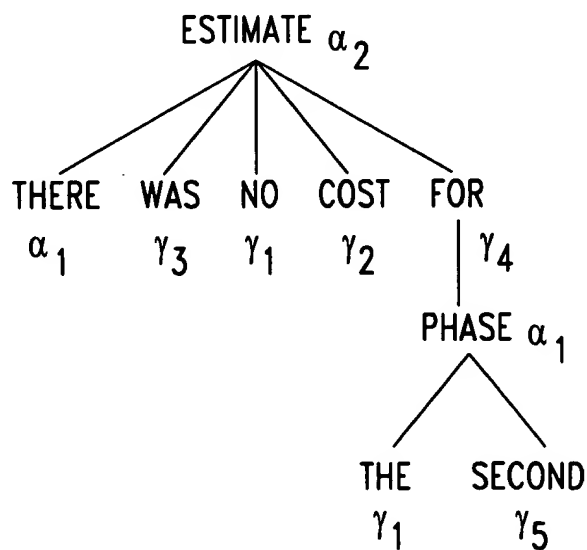 ESTIMATE α2
THERE WAS NO COST FOR
α1 γ3 γ1 γ2 γ4
PHASE α1
THE SECOND
γ1 γ5